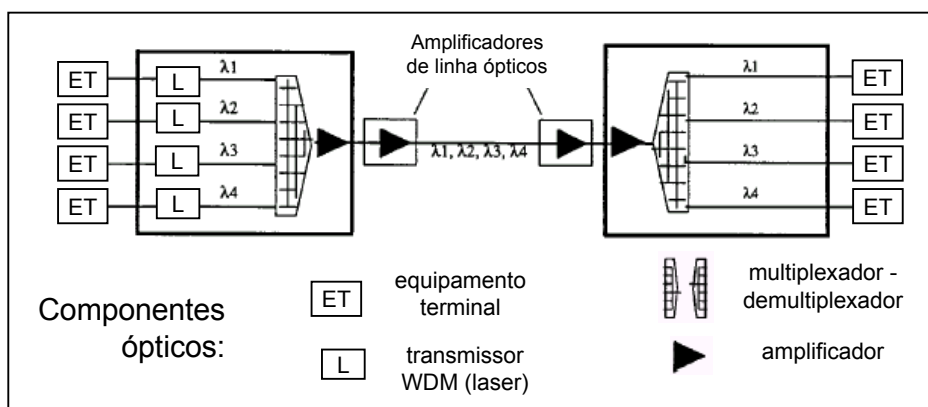 Amplificadores
de linha ópticos
ET L λ1 λ1 ET
ET L λ2 λ2 ET
ET L λ3 λ1, λ2, λ3, λ4 λ3 ET
ET L λ4 λ4 ET
Componentes
ópticos:
ET equipamento
terminal
L transmissor
WDM (laser)
multiplexador -
demultiplexador
amplificador